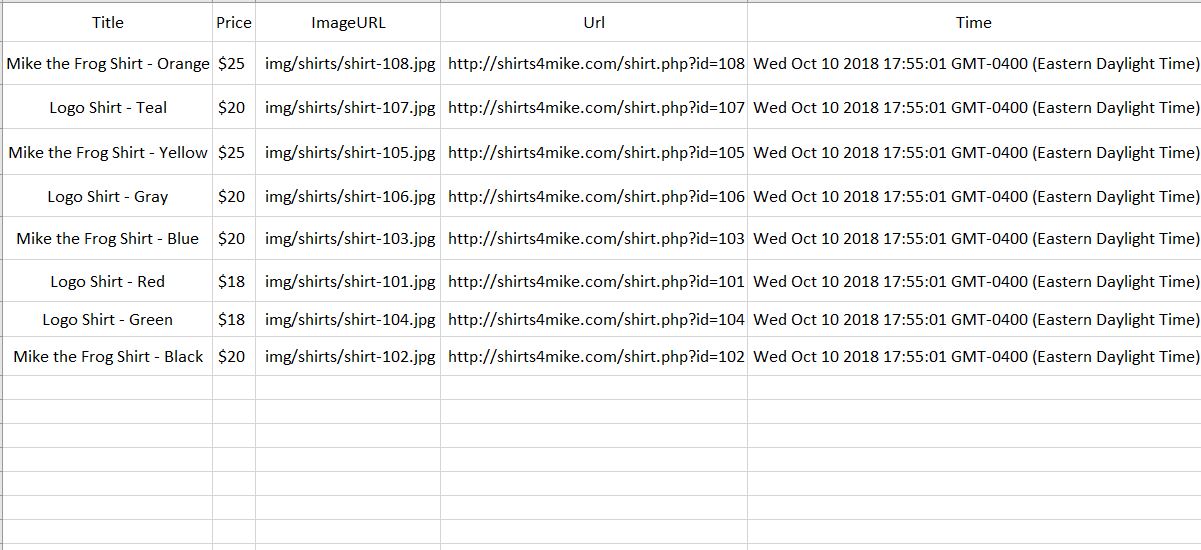 Title Price ImageURL Url Time
Mike the Frog Shirt - Orange $25 img/shirts/shirt-108.jpg http://shirts4mike.com/shirt.php?id=108 Wed Oct 10 2018 17:55:01 GMT-0400 (Eastern Daylight Time)
Logo Shirt - Teal $20 img/shirts/shirt-107.jpg http://shirts4mike.com/shirt.php?id=107 Wed Oct 10 2018 17:55:01 GMT-0400 (Eastern Daylight Time)
Mike the Frog Shirt - Yellow $25 img/shirts/shirt-105.jpg http://shirts4mike.com/shirt.php?id=105 Wed Oct 10 2018 17:55:01 GMT-0400 (Eastern Daylight Time)
Logo Shirt - Gray $20 img/shirts/shirt-106.jpg http://shirts4mike.com/shirt.php?id=106 Wed Oct 10 2018 17:55:01 GMT-0400 (Eastern Daylight Time)
Mike the Frog Shirt - Blue $20 img/shirts/shirt-103.jpg http://shirts4mike.com/shirt.php?id=103 Wed Oct 10 2018 17:55:01 GMT-0400 (Eastern Daylight Time)
Logo Shirt - Red $18 img/shirts/shirt-101.jpg http://shirts4mike.com/shirt.php?id=101 Wed Oct 10 2018 17:55:01 GMT-0400 (Eastern Daylight Time)
Logo Shirt - Green $18 img/shirts/shirt-104.jpg http://shirts4mike.com/shirt.php?id=104 Wed Oct 10 2018 17:55:01 GMT-0400 (Eastern Daylight Time)
Mike the Frog Shirt - Black $20 img/shirts/shirt-102.jpg http://shirts4mike.com/shirt.php?id=102 Wed Oct 10 2018 17:55:01 GMT-0400 (Eastern Daylight Time)